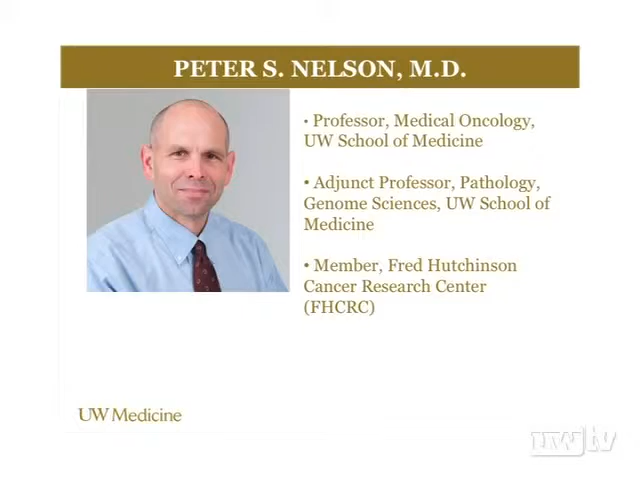 PETER S. NELSON, M.D.
• Professor, Medical Oncology,
UW School of Medicine
• Adjunct Professor, Pathology,
Genome Sciences, UW School of
Medicine
• Member, Fred Hutchinson
Cancer Research Center
(FHCRC)
UW Medicine
UWTV